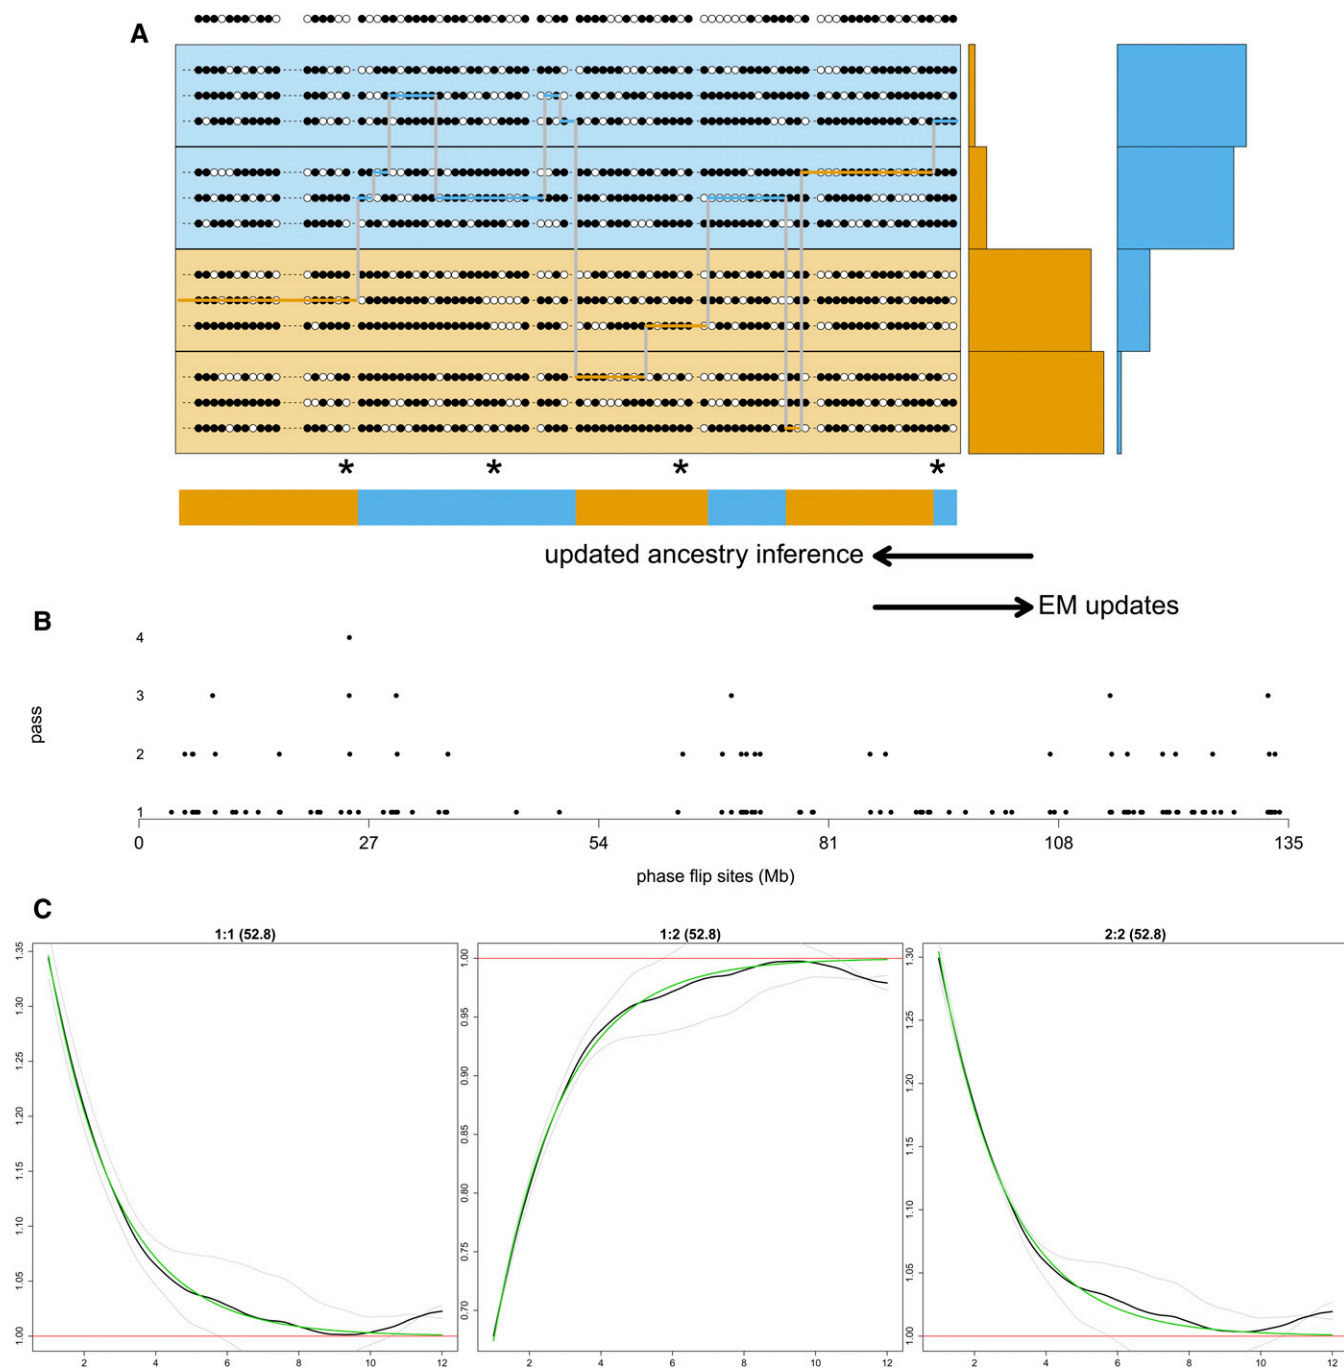 A
* * * *
updated ancestry inference
EM updates
B
4
3
2
1
pass
0 27 54 81 108 135
phase flip sites (Mb)
C
1:1 (52.8) 1:2 (52.8) 2:2 (52.8)
1.35
1.30
1.25
1.20
1.15
1.10
1.05
1.00
2 4 6 8 10 12
1.00
0.95
0.90
0.85
0.80
0.75
0.70
2 4 6 8 10 12
1.30
1.25
1.20
1.15
1.10
1.05
1.00
2 4 6 8 10 12